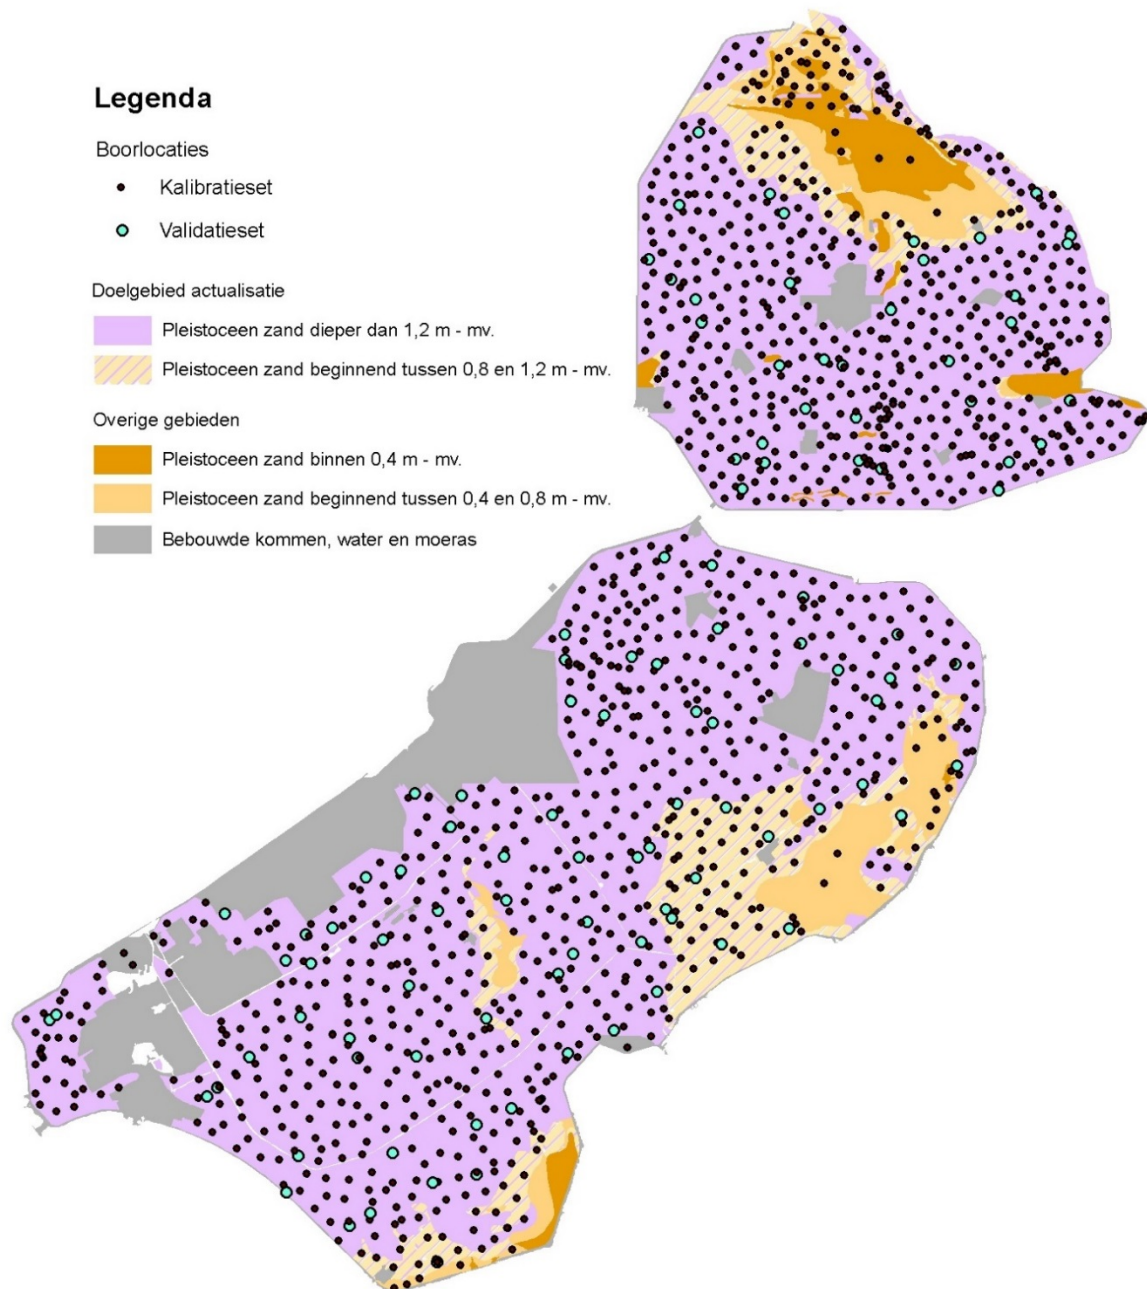 Legenda
Boorlocaties
Kalibratieset
Validatieset
Doelgebied actualisatie
Pleistoceen zand dieper dan 1,2 m - mv.
Pleistoceen zand beginnend tussen 0,8 en 1,2 m - mv.
Overige gebieden
Pleistoceen zand binnen 0,4 m - mv.
Pleistoceen zand beginnend tussen 0,4 en 0,8 m - mv.
Bebouwde kommen, water en moeras